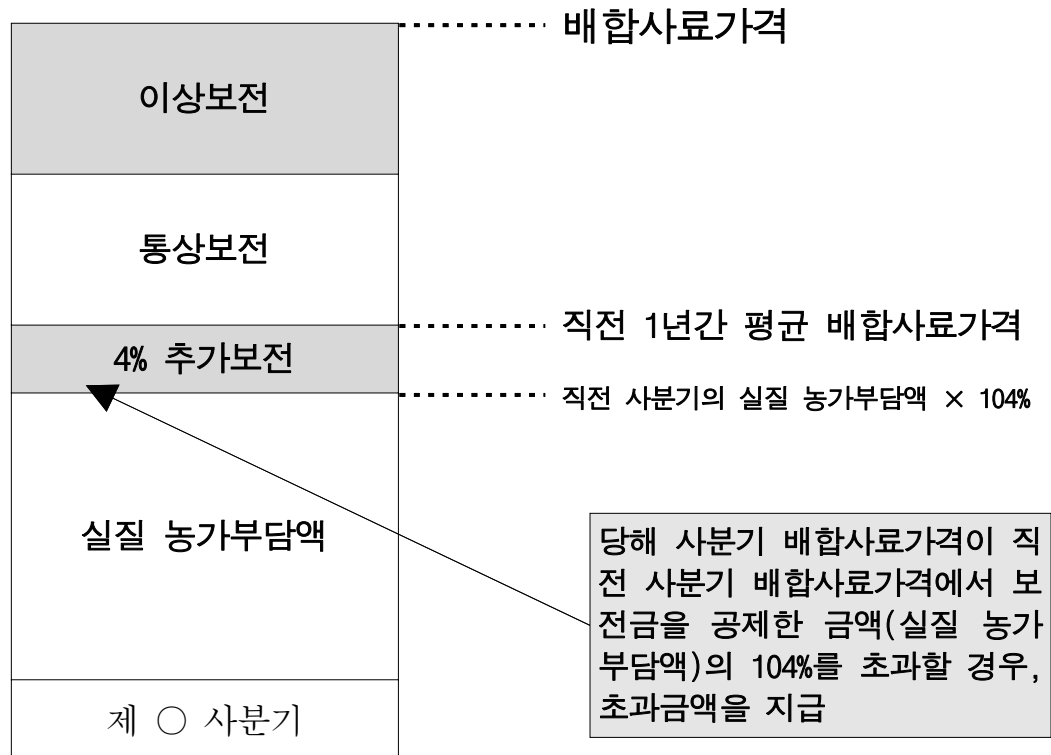 배합사료가격
이상보전
통상보전
직전 1년간 평균 배합사료가격
4% 추가보전
직전 사분기의 실질 농가부담액 × 104%
실질 농가부담액
당해 사분기 배합사료가격이 직
전 사분기 배합사료가격에서 보
전금을 공제한 금액(실질 농가
부담액)의 104%를 초과할 경우,
초과금액을 지급
제 ○ 사분기